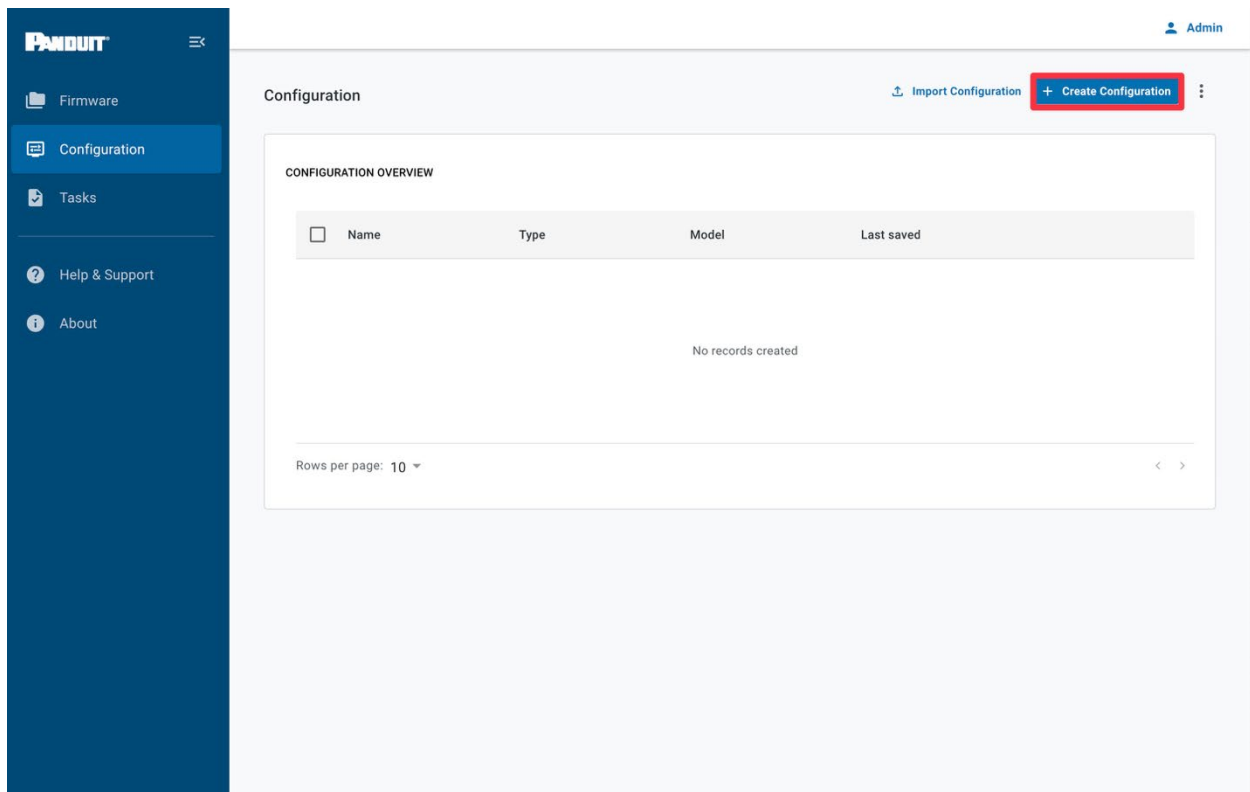 PANDUIT
Admin
Firmware
Configuration
Tasks
Help & Support
About
Configuration
Import Configuration
+ Create Configuration
CONFIGURATION OVERVIEW
Name Type Model Last saved
No records created
Rows per page: 10